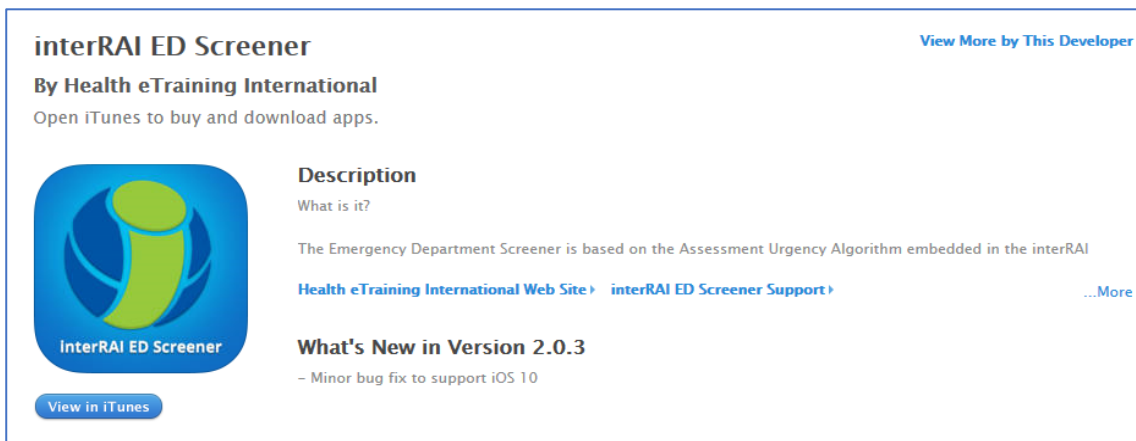 interRAI ED Screener
View More by This Developer
By Health eTraining International
Open iTunes to buy and download apps.
interRAI ED Screener
View in iTunes
Description
What is it?
The Emergency Department Screener is based on the Assessment Urgency Algorithm embedded in the interRAI
Health eTraining International Web Site interRAI ED Screener Support ...More
What's New in Version 2.0.3
– Minor bug fix to support iOS 10